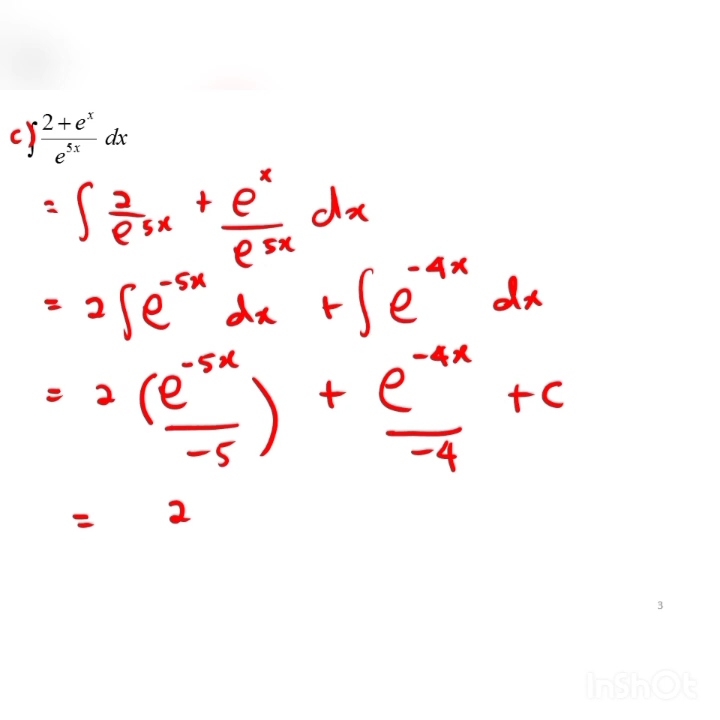 c) ∫ (2 + e^x)/e^(5x) dx
= ∫ 2/e^(5x) + e^x/e^(5x) dx
= 2∫e^(-5x) dx + ∫e^(-4x) dx
= 2(e^(-5x)/-5) + e^(-4x)/-4 + C
= 2
3
InShOt